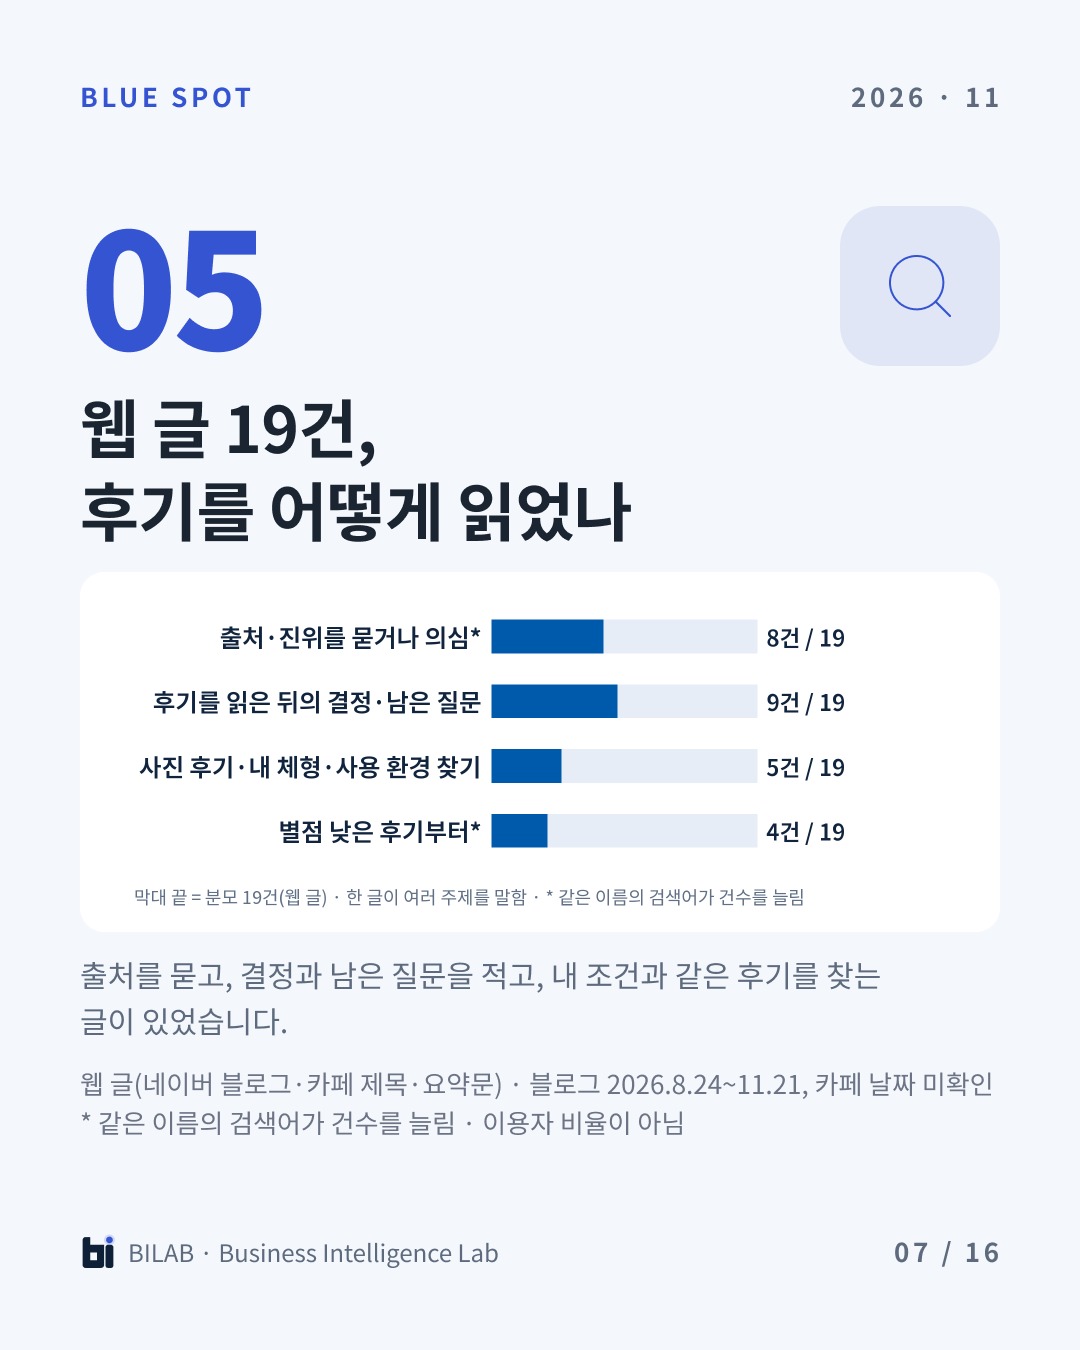 BLUE SPOT
2026 · 11
05
웹 글 19건,
후기를 어떻게 읽었나
출처·진위를 묻거나 의심* 8건 / 19
후기를 읽은 뒤의 결정·남은 질문 9건 / 19
사진 후기·내 체형·사용 환경 찾기 5건 / 19
별점 낮은 후기부터* 4건 / 19
막대 끝 = 분모 19건(웹 글) · 한 글이 여러 주제를 말함 · * 같은 이름의 검색어가 건수를 늘림
출처를 묻고, 결정과 남은 질문을 적고, 내 조건과 같은 후기를 찾는
글이 있었습니다.
웹 글(네이버 블로그·카페 제목·요약문) · 블로그 2026.8.24~11.21, 카페 날짜 미확인
* 같은 이름의 검색어가 건수를 늘림 · 이용자 비율이 아님
bi BILAB · Business Intelligence Lab
07 / 16